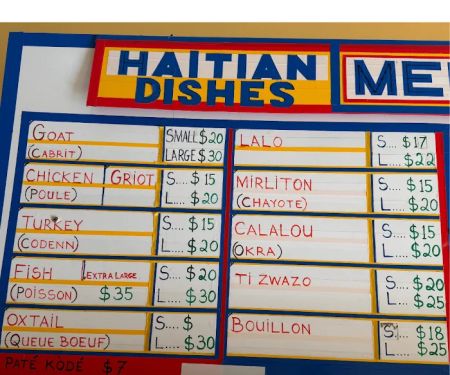 HAITIAN
DISHES
ME
GOAT
(CABRIT)
SMALL $20
LARGE $30
CHICKEN GRIOT
(POULE)
S.... $15
L.... $20
TURKEY
(CODENN)
S.... $15
L.... $20
FISH EXTRA LARGE
(POISSON) $35
S.... $20
L.... $30
OXTAIL
(QUEUE BOEUF)
S.... $
L.... $30
PATÉ KODÉ $7
LALO
S... $17
L.... $22
MIRLITON
(CHAYOTE)
S.... $15
L.... $20
CALALOU
(OKRA)
S.... $15
L.... $20
TI ZWAZO
S.... $20
L.... $25
BOUILLON
S.... $18
L.... $25